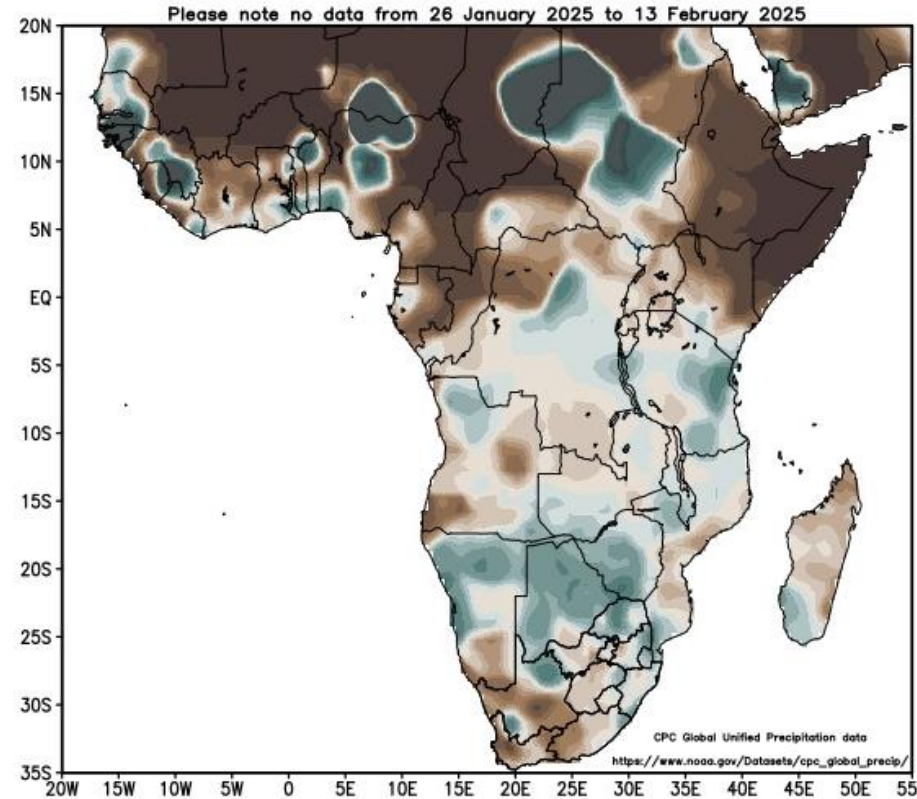 Please note no data from 26 January 2025 to 13 February 2025
20N
15N
10N
5N
EQ
5S
10S
15S
20S
25S
30S
35S
CPC Global Unified Precipitation data
https://www.noaa.gov/Datasets/cpc_global_precip/
20W 15W 10W 5W 0 5E 10E 15E 20E 25E 30E 35E 40E 45E 50E 55E